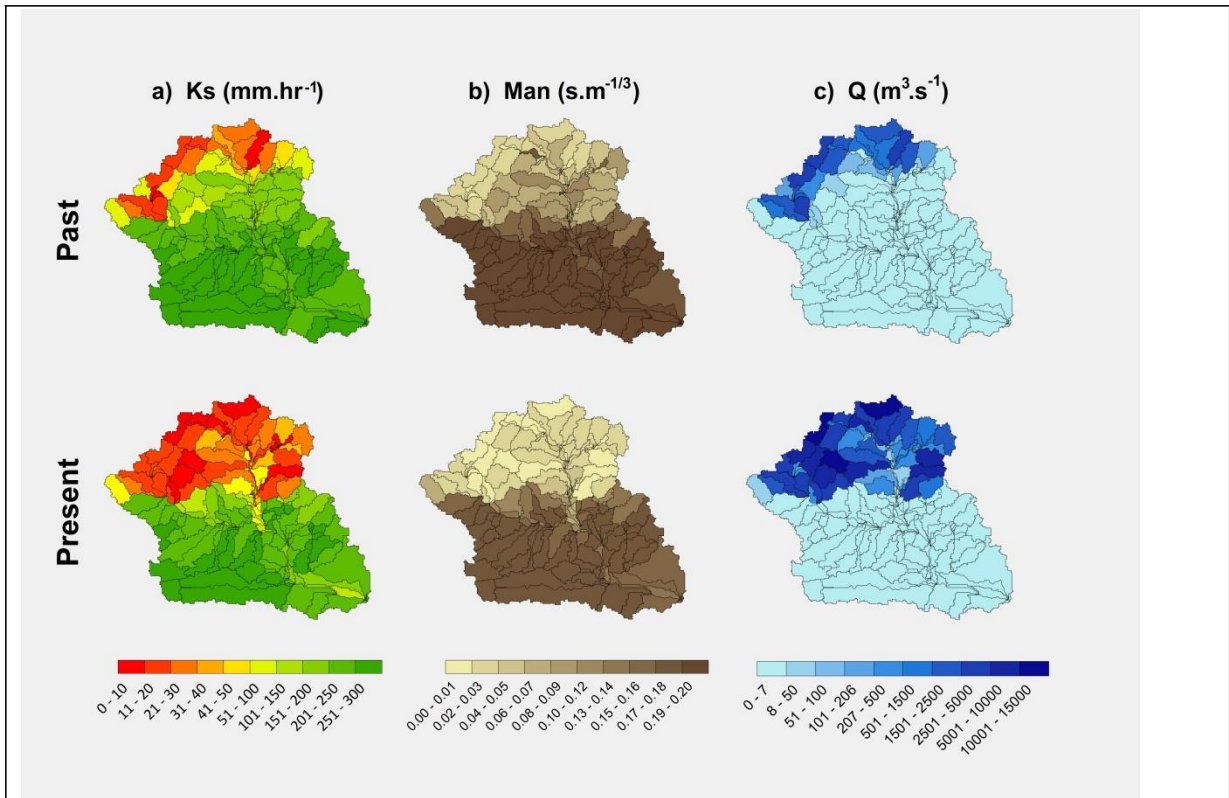 a) Ks (mm.hr⁻¹)
b) Man (s.m⁻¹/³)
c) Q (m³.s⁻¹)
Past
Present
0 - 10
11 - 20
21 - 30
31 - 40
41 - 50
51 - 100
101 - 150
151 - 200
201 - 250
251 - 300
0.00 - 0.01
0.02 - 0.03
0.04 - 0.05
0.06 - 0.07
0.08 - 0.09
0.10 - 0.12
0.13 - 0.14
0.15 - 0.16
0.17 - 0.18
0.19 - 0.20
0 - 7
8 - 50
51 - 100
101 - 206
207 - 500
501 - 1500
1501 - 2500
2501 - 5000
5001 - 10000
10001 - 15000